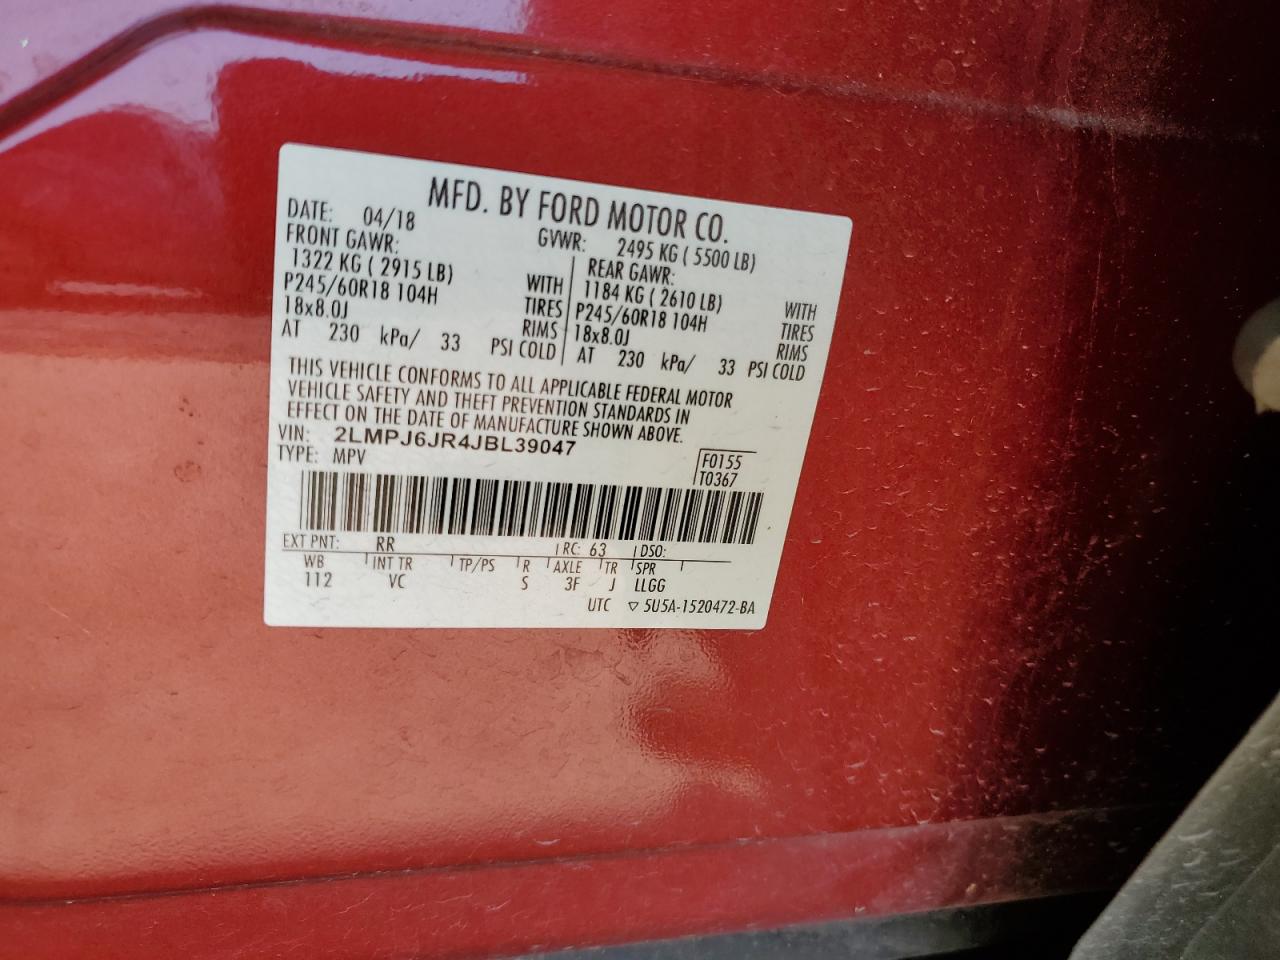 MFD. BY FORD MOTOR CO.
DATE: 04/18 GVWR: 2495 KG ( 5500 LB)
FRONT GAWR: REAR GAWR:
1322 KG ( 2915 LB) WITH 1184 KG ( 2610 LB) WITH
P245/60R18 104H TIRES P245/60R18 104H TIRES
18x8.0J RIMS 18x8.0J RIMS
AT 230 kPa/ 33 PSI COLD AT 230 kPa/ 33 PSI COLD
THIS VEHICLE CONFORMS TO ALL APPLICABLE FEDERAL MOTOR
VEHICLE SAFETY AND THEFT PREVENTION STANDARDS IN
EFFECT ON THE DATE OF MANUFACTURE SHOWN ABOVE.
VIN: 2LMPJ6JR4JBL39047
TYPE: MPV F0155
T0367
EXT PNT: RR RC: 63 DSO:
WB INT TR TP/PS R AXLE TR SPR
112 VC S 3F J LLGG
UTC ▽ 5U5A-1520472-BA